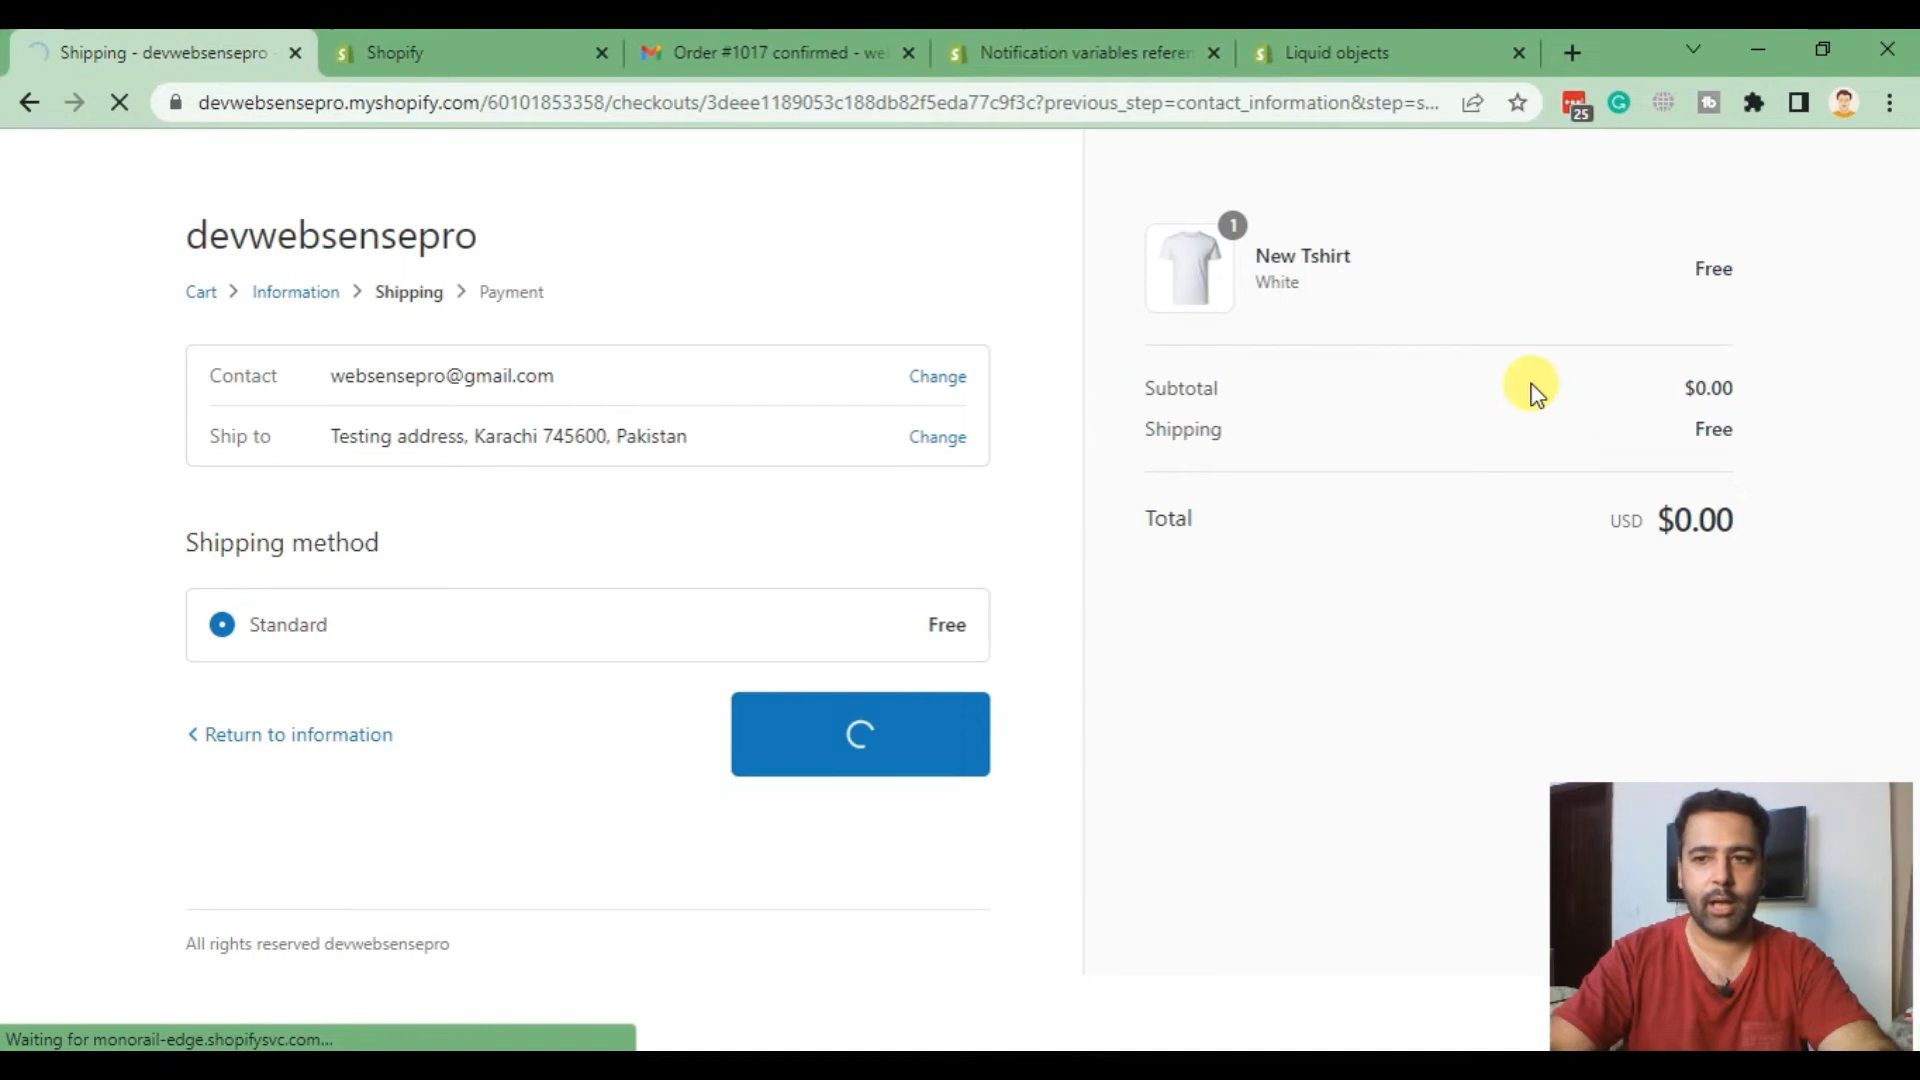 Shipping - devwebsensepro
Shopify
Order #1017 confirmed - we
Notification variables referen
Liquid objects
devwebsensepro.myshopify.com/60101853358/checkouts/3deee1189053c188db82f5eda77c9f3c?previous_step=contact_information&step=s...
25
devwebsensepro
Cart > Information > Shipping > Payment
Contact websensepro@gmail.com Change
Ship to Testing address, Karachi 745600, Pakistan Change
Shipping method
Standard Free
< Return to information
All rights reserved devwebsensepro
1
New Tshirt
White
Free
Subtotal $0.00
Shipping Free
Total USD $0.00
Waiting for monorail-edge.shopifysvc.com...